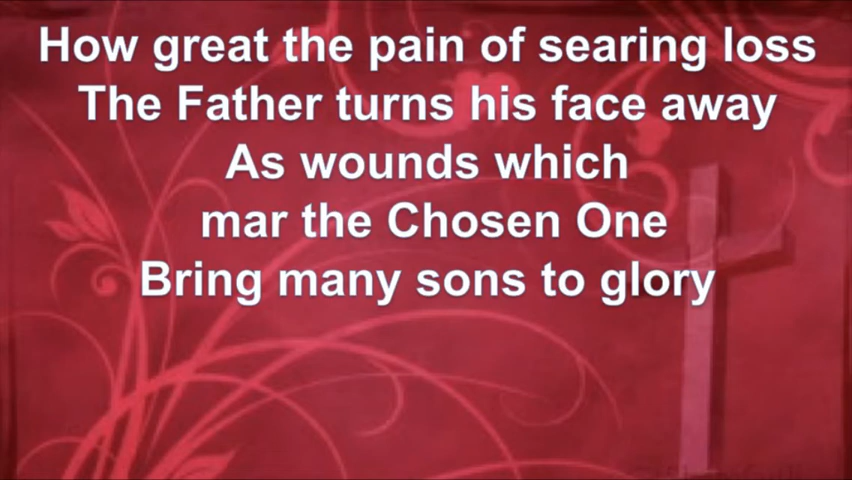 How great the pain of searing loss
The Father turns his face away
As wounds which
mar the Chosen One
Bring many sons to glory